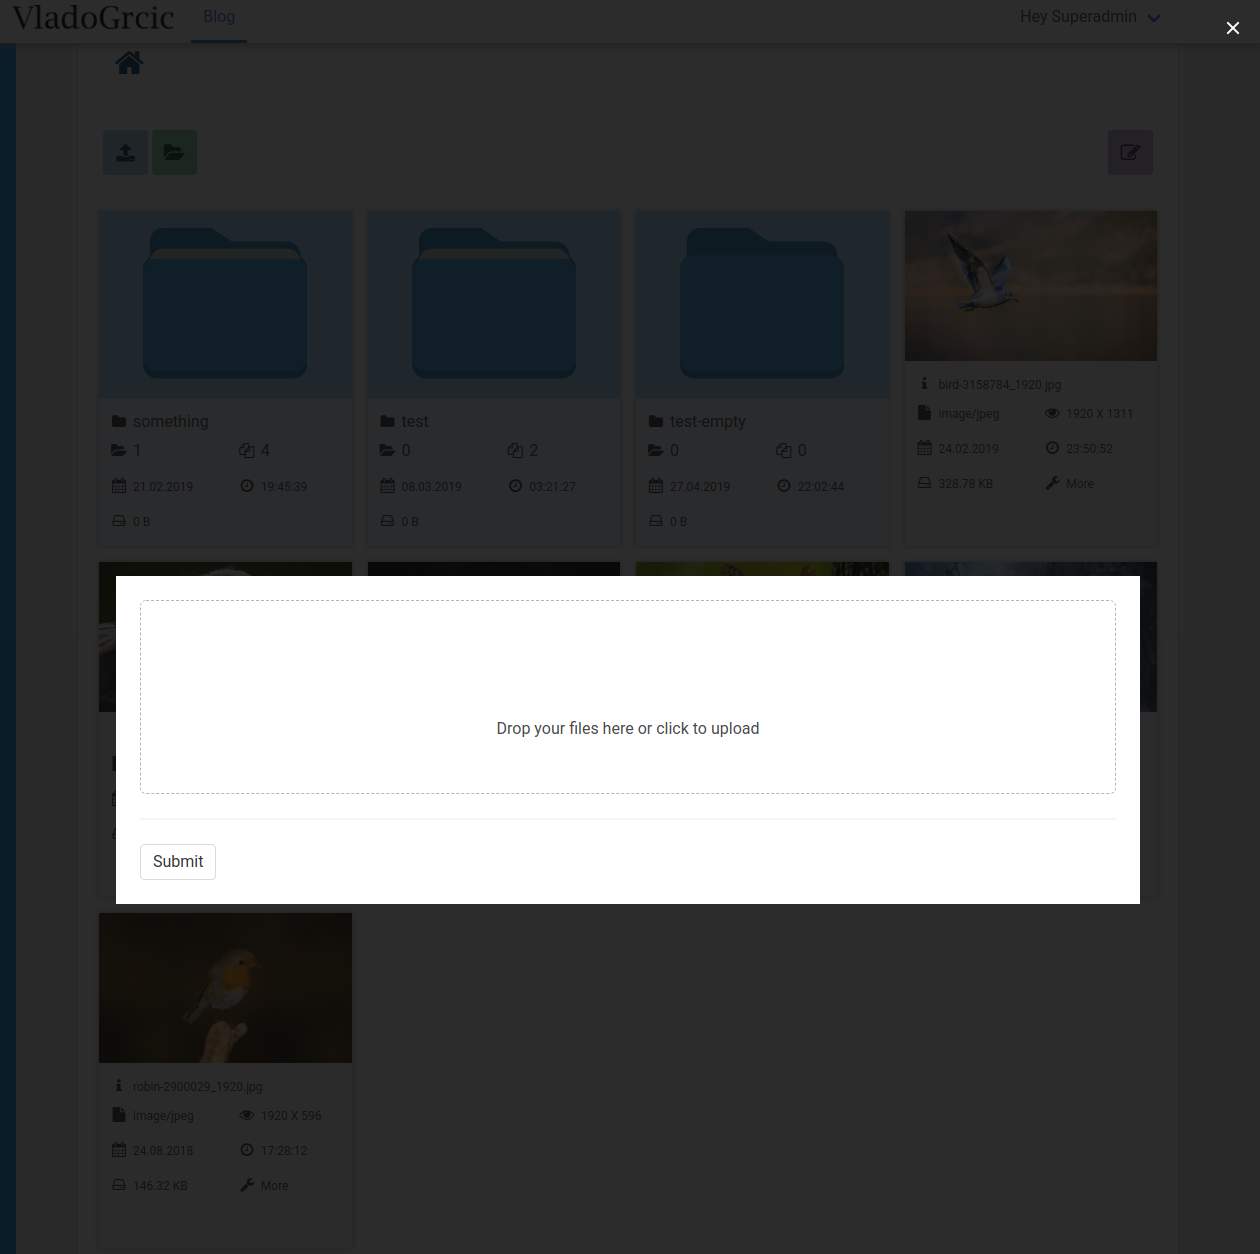 VladoGrcic Blog Hey Superadmin
something
1 4
21.02.2019 19:45:39
0 B
test
0 2
08.03.2019 03:21:27
0 B
test-empty
0 0
27.04.2019 22:02:44
0 B
bird-3158784_1920.jpg
image/jpeg 1920 X 1311
24.02.2019 23:50:52
328.78 KB More
Drop your files here or click to upload
Submit
robin-2900029_1920.jpg
image/jpeg 1920 X 596
24.08.2018 17:28:12
146.32 KB More